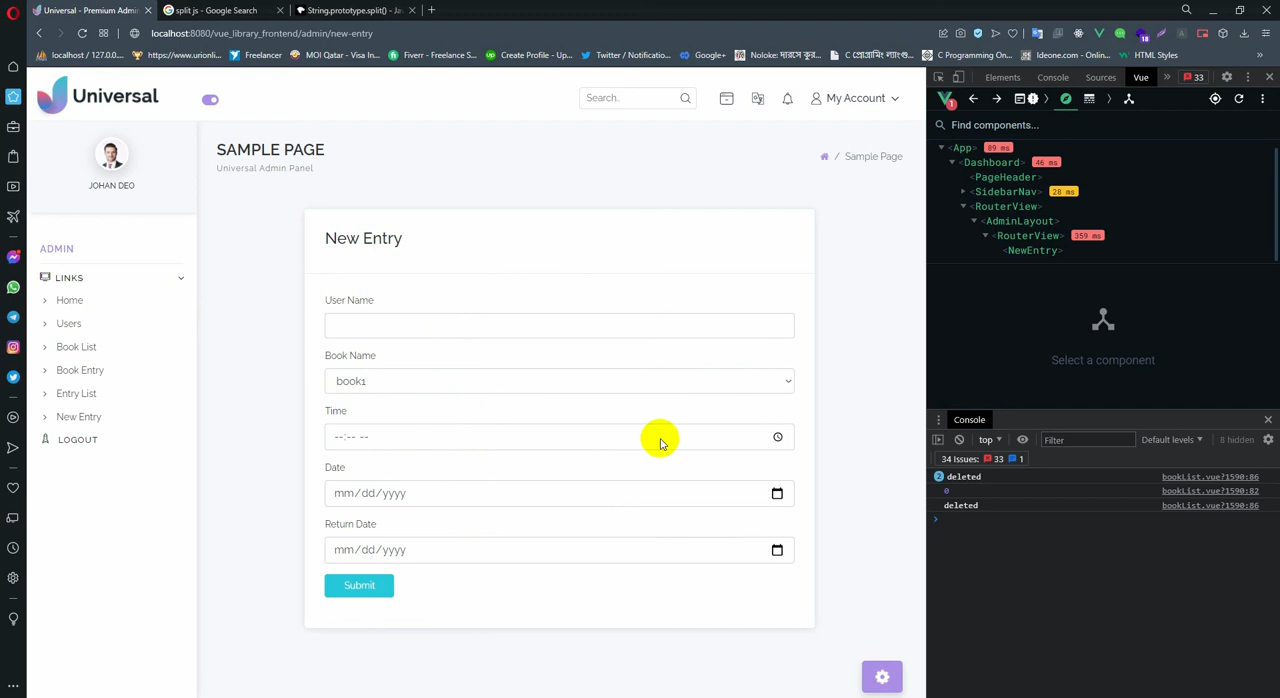 Universal - Premium Admi
split js - Google Search
String.prototype.split() - Ja
localhost:8080/vue_library_frontend/admin/new-entry
localhost / 127.0.0....
https://www.urionli...
Freelancer
MOI Qatar - Visa In...
Fiverr - Freelance S...
Create Profile - Up...
Twitter / Notificatio...
Google+
C Programming On...
Ideone.com - Onlin...
HTML Styles
Universal
Search..
My Account
JOHAN DEO
ADMIN
LINKS
Home
Users
Book List
Book Entry
Entry List
New Entry
LOGOUT
SAMPLE PAGE
Universal Admin Panel
/ Sample Page
New Entry
User Name
Book Name
book1
Time
--:-- --
Date
mm/dd/yyyy
Return Date
mm/dd/yyyy
Submit
Elements
Console
Sources
Vue
33
Find components...
<App> 89 ms
<Dashboard> 46 ms
<PageHeader>
<SidebarNav> 28 ms
<RouterView>
<AdminLayout>
<RouterView> 359 ms
<NewEntry>
Select a component
Console
top
Filter
Default levels
8 hidden
34 Issues: 33 1
2 deleted bookList.vue?1590:86
0 bookList.vue?1590:82
deleted bookList.vue?1590:86